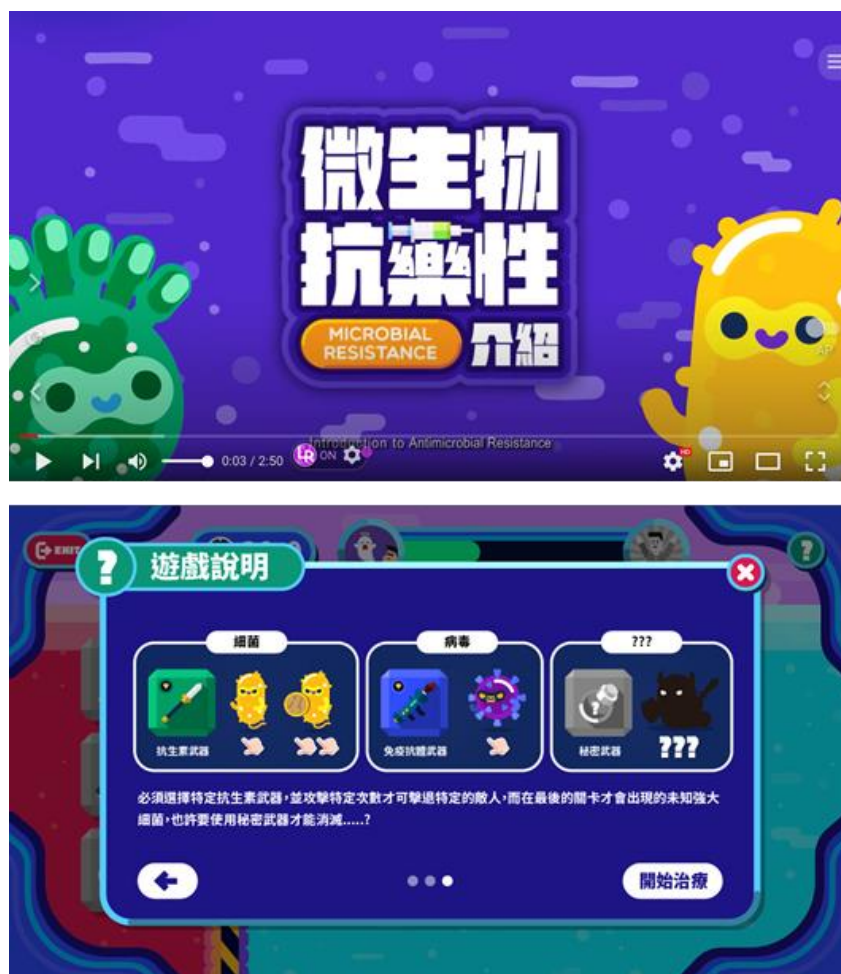 微生物
抗藥性
MICROBIAL
RESISTANCE
介紹
Introduction to Antimicrobial Resistance
0:03 / 2:50
LR ON
HD
EXIT
?
? 遊戲說明
細菌
病毒
???
抗生素武器
免疫抗體武器
?
秘密武器
???
必須選擇特定抗生素武器，並攻擊特定次數才可擊退特定的敵人，而在最後的關卡才會出現的未知強大
細菌，也許要使用秘密武器才能消滅.....?
開始治療